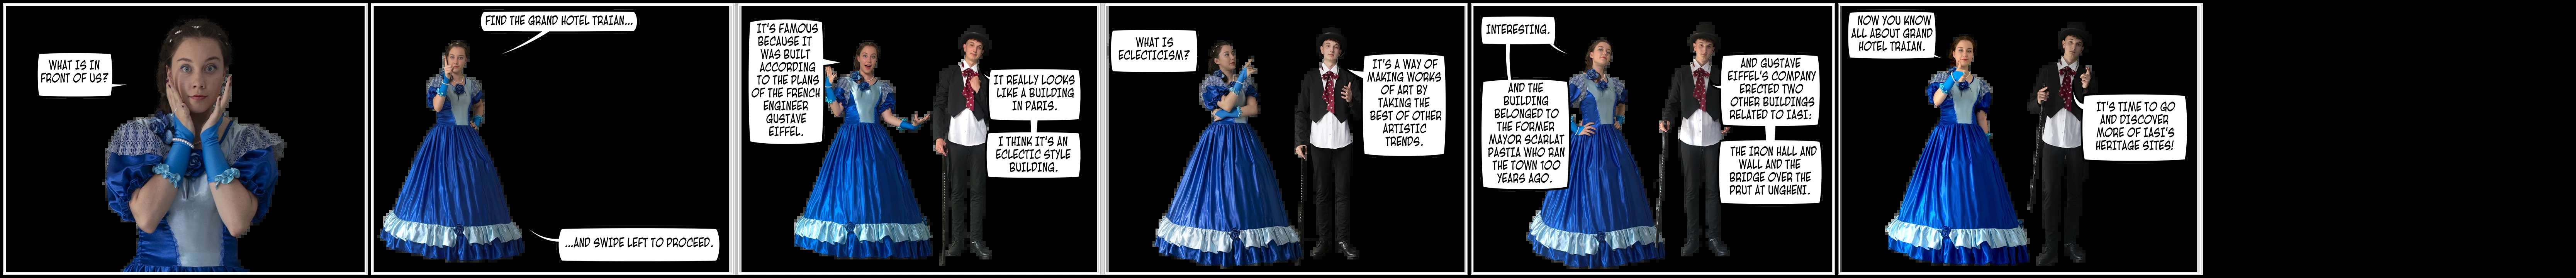 WHAT IS IN
FRONT OF US?
FIND THE GRAND HOTEL TRAIAN...
...AND SWIPE LEFT TO PROCEED.
IT'S FAMOUS
BECAUSE IT
WAS BUILT
ACCORDING
TO THE PLANS
OF THE FRENCH
ENGINEER
GUSTAVE
EIFFEL.
IT REALLY LOOKS
LIKE A BUILDING
IN PARIS.
I THINK IT'S AN
ECLECTIC STYLE
BUILDING.
WHAT IS
ECLECTICISM?
IT'S A WAY OF
MAKING WORKS
OF ART BY
TAKING THE
BEST OF OTHER
ARTISTIC
TRENDS.
INTERESTING.
AND THE
BUILDING
BELONGED TO
THE FORMER
MAYOR SCARLAT
PASTIA WHO RAN
THE TOWN 100
YEARS AGO.
AND GUSTAVE
EIFFEL'S COMPANY
ERECTED TWO
OTHER BUILDINGS
RELATED TO IASI:
THE IRON HALL AND
WALL AND THE
BRIDGE OVER THE
PRUT AT UNGHENI.
NOW YOU KNOW
ALL ABOUT GRAND
HOTEL TRAIAN.
IT'S TIME TO GO
AND DISCOVER
MORE OF IASI'S
HERITAGE SITES!